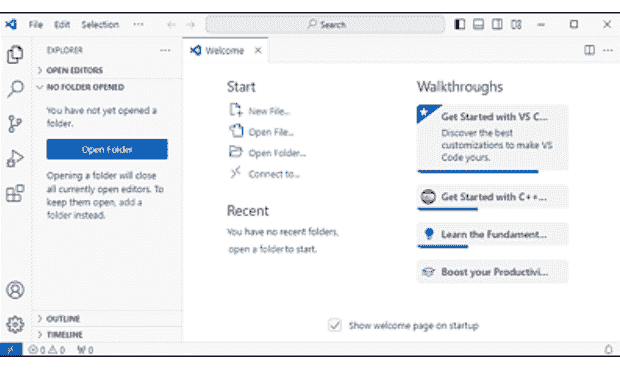 File Edit Selection ··· Search
EXPLORER ···
Welcome
OPEN EDITORS
NO FOLDER OPENED
You have not yet opened a
folder.
Open Folder
Opening a folder will close
all currently open editors. To
keep them open, add a
folder instead.
OUTLINE
TIMELINE
Start
New File...
Open File...
Open Folder...
Connect to...
Recent
You have no recent folders,
open a folder to start.
Walkthroughs
Get Started with VS C...
Discover the best
customizations to make VS
Code yours.
Get Started with C++...
Learn the Fundament...
Boost your Productivi...
Show welcome page on startup
0 0 0